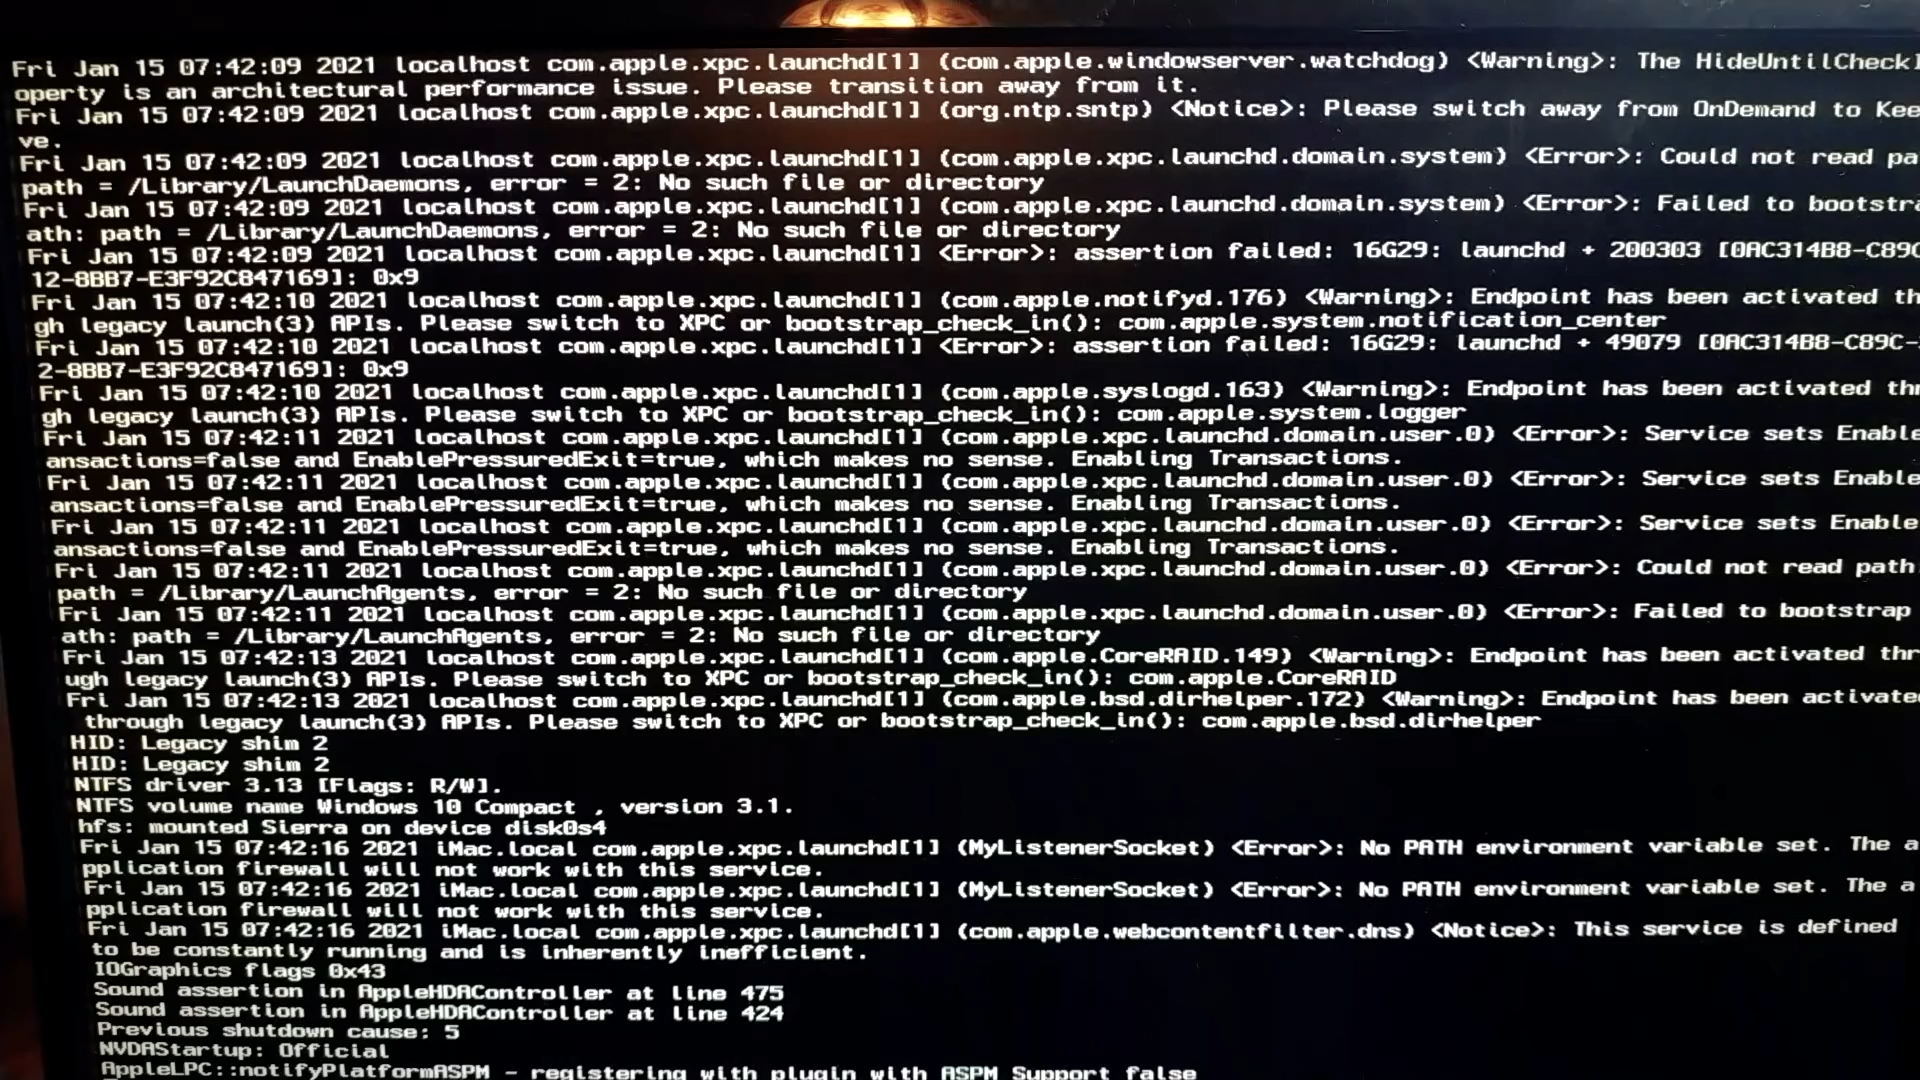 Fri Jan 15 07:42:09 2021 localhost com.apple.xpc.launchd[1] (com.apple.windowserver.watchdog) <Warning>: The HideUntilCheck
operty is an architectural performance issue. Please transition away from it.
Fri Jan 15 07:42:09 2021 localhost com.apple.xpc.launchd[1] (org.ntp.sntp) <Notice>: Please switch away from OnDemand to Kee
ve.
Fri Jan 15 07:42:09 2021 localhost com.apple.xpc.launchd[1] (com.apple.xpc.launchd.domain.system) <Error>: Could not read pa
path = /Library/LaunchDaemons, error = 2: No such file or directory
Fri Jan 15 07:42:09 2021 localhost com.apple.xpc.launchd[1] (com.apple.xpc.launchd.domain.system) <Error>: Failed to bootstra
ath: path = /Library/LaunchDaemons, error = 2: No such file or directory
Fri Jan 15 07:42:09 2021 localhost com.apple.xpc.launchd[1] <Error>: assertion failed: 16G29: launchd + 200303 [0AC314B8-C89C
12-8BB7-E3F92C847169]: 0x9
Fri Jan 15 07:42:10 2021 localhost com.apple.xpc.launchd[1] (com.apple.notifyd.176) <Warning>: Endpoint has been activated th
gh legacy launch(3) APIs. Please switch to XPC or bootstrap_check_in(): com.apple.system.notification_center
Fri Jan 15 07:42:10 2021 localhost com.apple.xpc.launchd[1] <Error>: assertion failed: 16G29: launchd + 49079 [0AC314B8-C89C-
2-8BB7-E3F92C847169]: 0x9
Fri Jan 15 07:42:10 2021 localhost com.apple.xpc.launchd[1] (com.apple.syslogd.163) <Warning>: Endpoint has been activated thr
gh legacy launch(3) APIs. Please switch to XPC or bootstrap_check_in(): com.apple.system.logger
Fri Jan 15 07:42:11 2021 localhost com.apple.xpc.launchd[1] (com.apple.xpc.launchd.domain.user.0) <Error>: Service sets Enable
ansactions=false and EnablePressuredExit=true, which makes no sense. Enabling Transactions.
Fri Jan 15 07:42:11 2021 localhost com.apple.xpc.launchd[1] (com.apple.xpc.launchd.domain.user.0) <Error>: Service sets Enable
ansactions=false and EnablePressuredExit=true, which makes no sense. Enabling Transactions.
Fri Jan 15 07:42:11 2021 localhost com.apple.xpc.launchd[1] (com.apple.xpc.launchd.domain.user.0) <Error>: Service sets Enable
ansactions=false and EnablePressuredExit=true, which makes no sense. Enabling Transactions.
Fri Jan 15 07:42:11 2021 localhost com.apple.xpc.launchd[1] (com.apple.xpc.launchd.domain.user.0) <Error>: Could not read path
path = /Library/LaunchAgents, error = 2: No such file or directory
Fri Jan 15 07:42:11 2021 localhost com.apple.xpc.launchd[1] (com.apple.xpc.launchd.domain.user.0) <Error>: Failed to bootstrap
ath: path = /Library/LaunchAgents, error = 2: No such file or directory
Fri Jan 15 07:42:13 2021 localhost com.apple.xpc.launchd[1] (com.apple.CoreRAID.149) <Warning>: Endpoint has been activated thr
ugh legacy launch(3) APIs. Please switch to XPC or bootstrap_check_in(): com.apple.CoreRAID
Fri Jan 15 07:42:13 2021 localhost com.apple.xpc.launchd[1] (com.apple.bsd.dirhelper.172) <Warning>: Endpoint has been activate
through legacy launch(3) APIs. Please switch to XPC or bootstrap_check_in(): com.apple.bsd.dirhelper
HID: Legacy shim 2
HID: Legacy shim 2
NTFS driver 3.13 [Flags: R/W].
NTFS volume name Windows 10 Compact , version 3.1.
hfs: mounted Sierra on device disk0s4
Fri Jan 15 07:42:16 2021 iMac.local com.apple.xpc.launchd[1] (MyListenerSocket) <Error>: No PATH environment variable set. The a
pplication firewall will not work with this service.
Fri Jan 15 07:42:16 2021 iMac.local com.apple.xpc.launchd[1] (MyListenerSocket) <Error>: No PATH environment variable set. The a
pplication firewall will not work with this service.
Fri Jan 15 07:42:16 2021 iMac.local com.apple.xpc.launchd[1] (com.apple.webcontentfilter.dns) <Notice>: This service is defined
to be constantly running and is inherently inefficient.
IOGraphics flags 0x43
Sound assertion in AppleHDAController at line 475
Sound assertion in AppleHDAController at line 424
Previous shutdown cause: 5
NVDAStartup: Official
AppleLPC::notifyPlatformASPM - registering with plugin with ASPM Support false